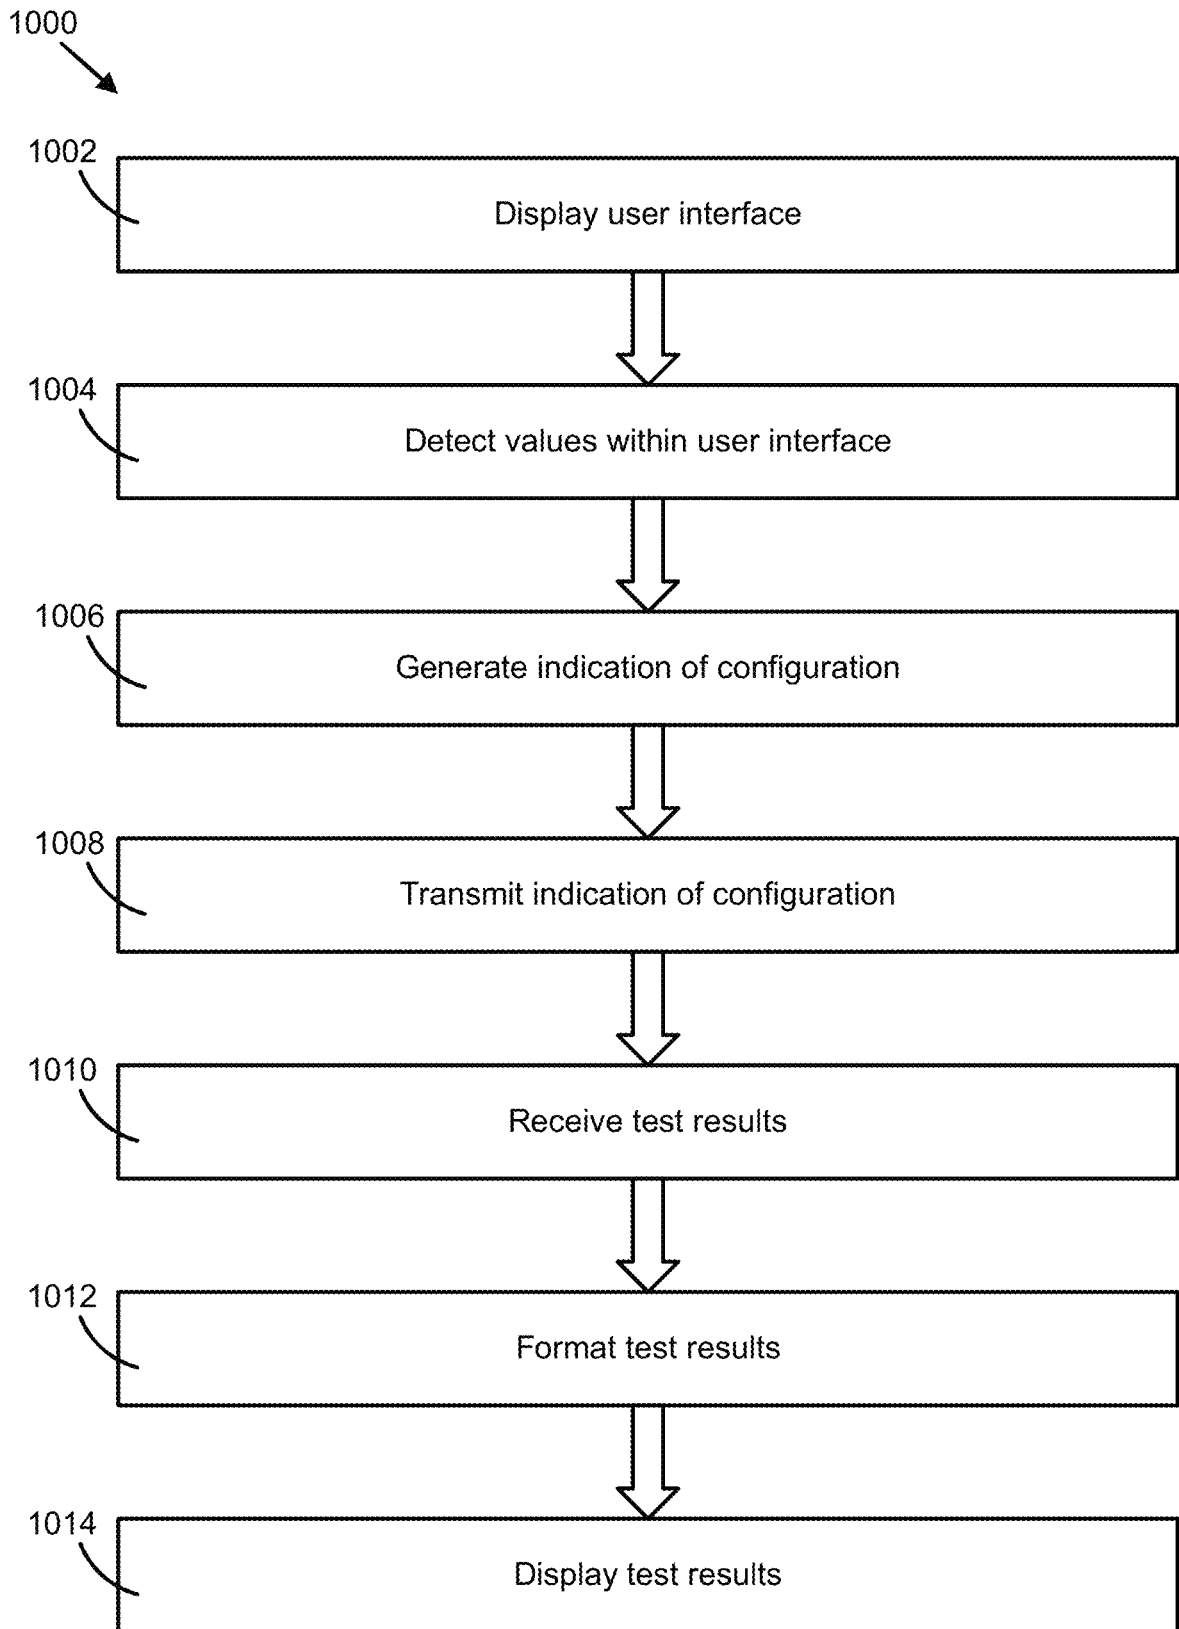 1000
1002
Display user interface
1004
Detect values within user interface
1006
Generate indication of configuration
1008
Transmit indication of configuration
1010
Receive test results
1012
Format test results
1014
Display test results